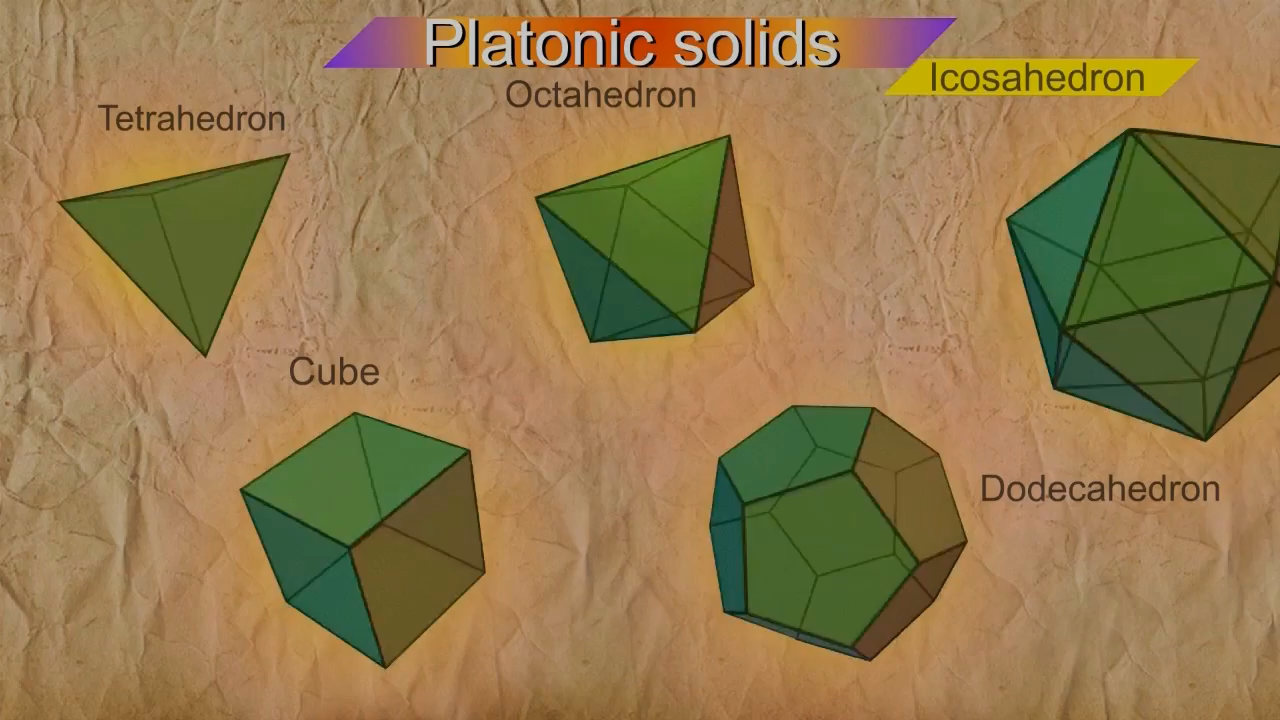 Platonic solids
Icosahedron
Octahedron
Tetrahedron
Cube
Dodecahedron